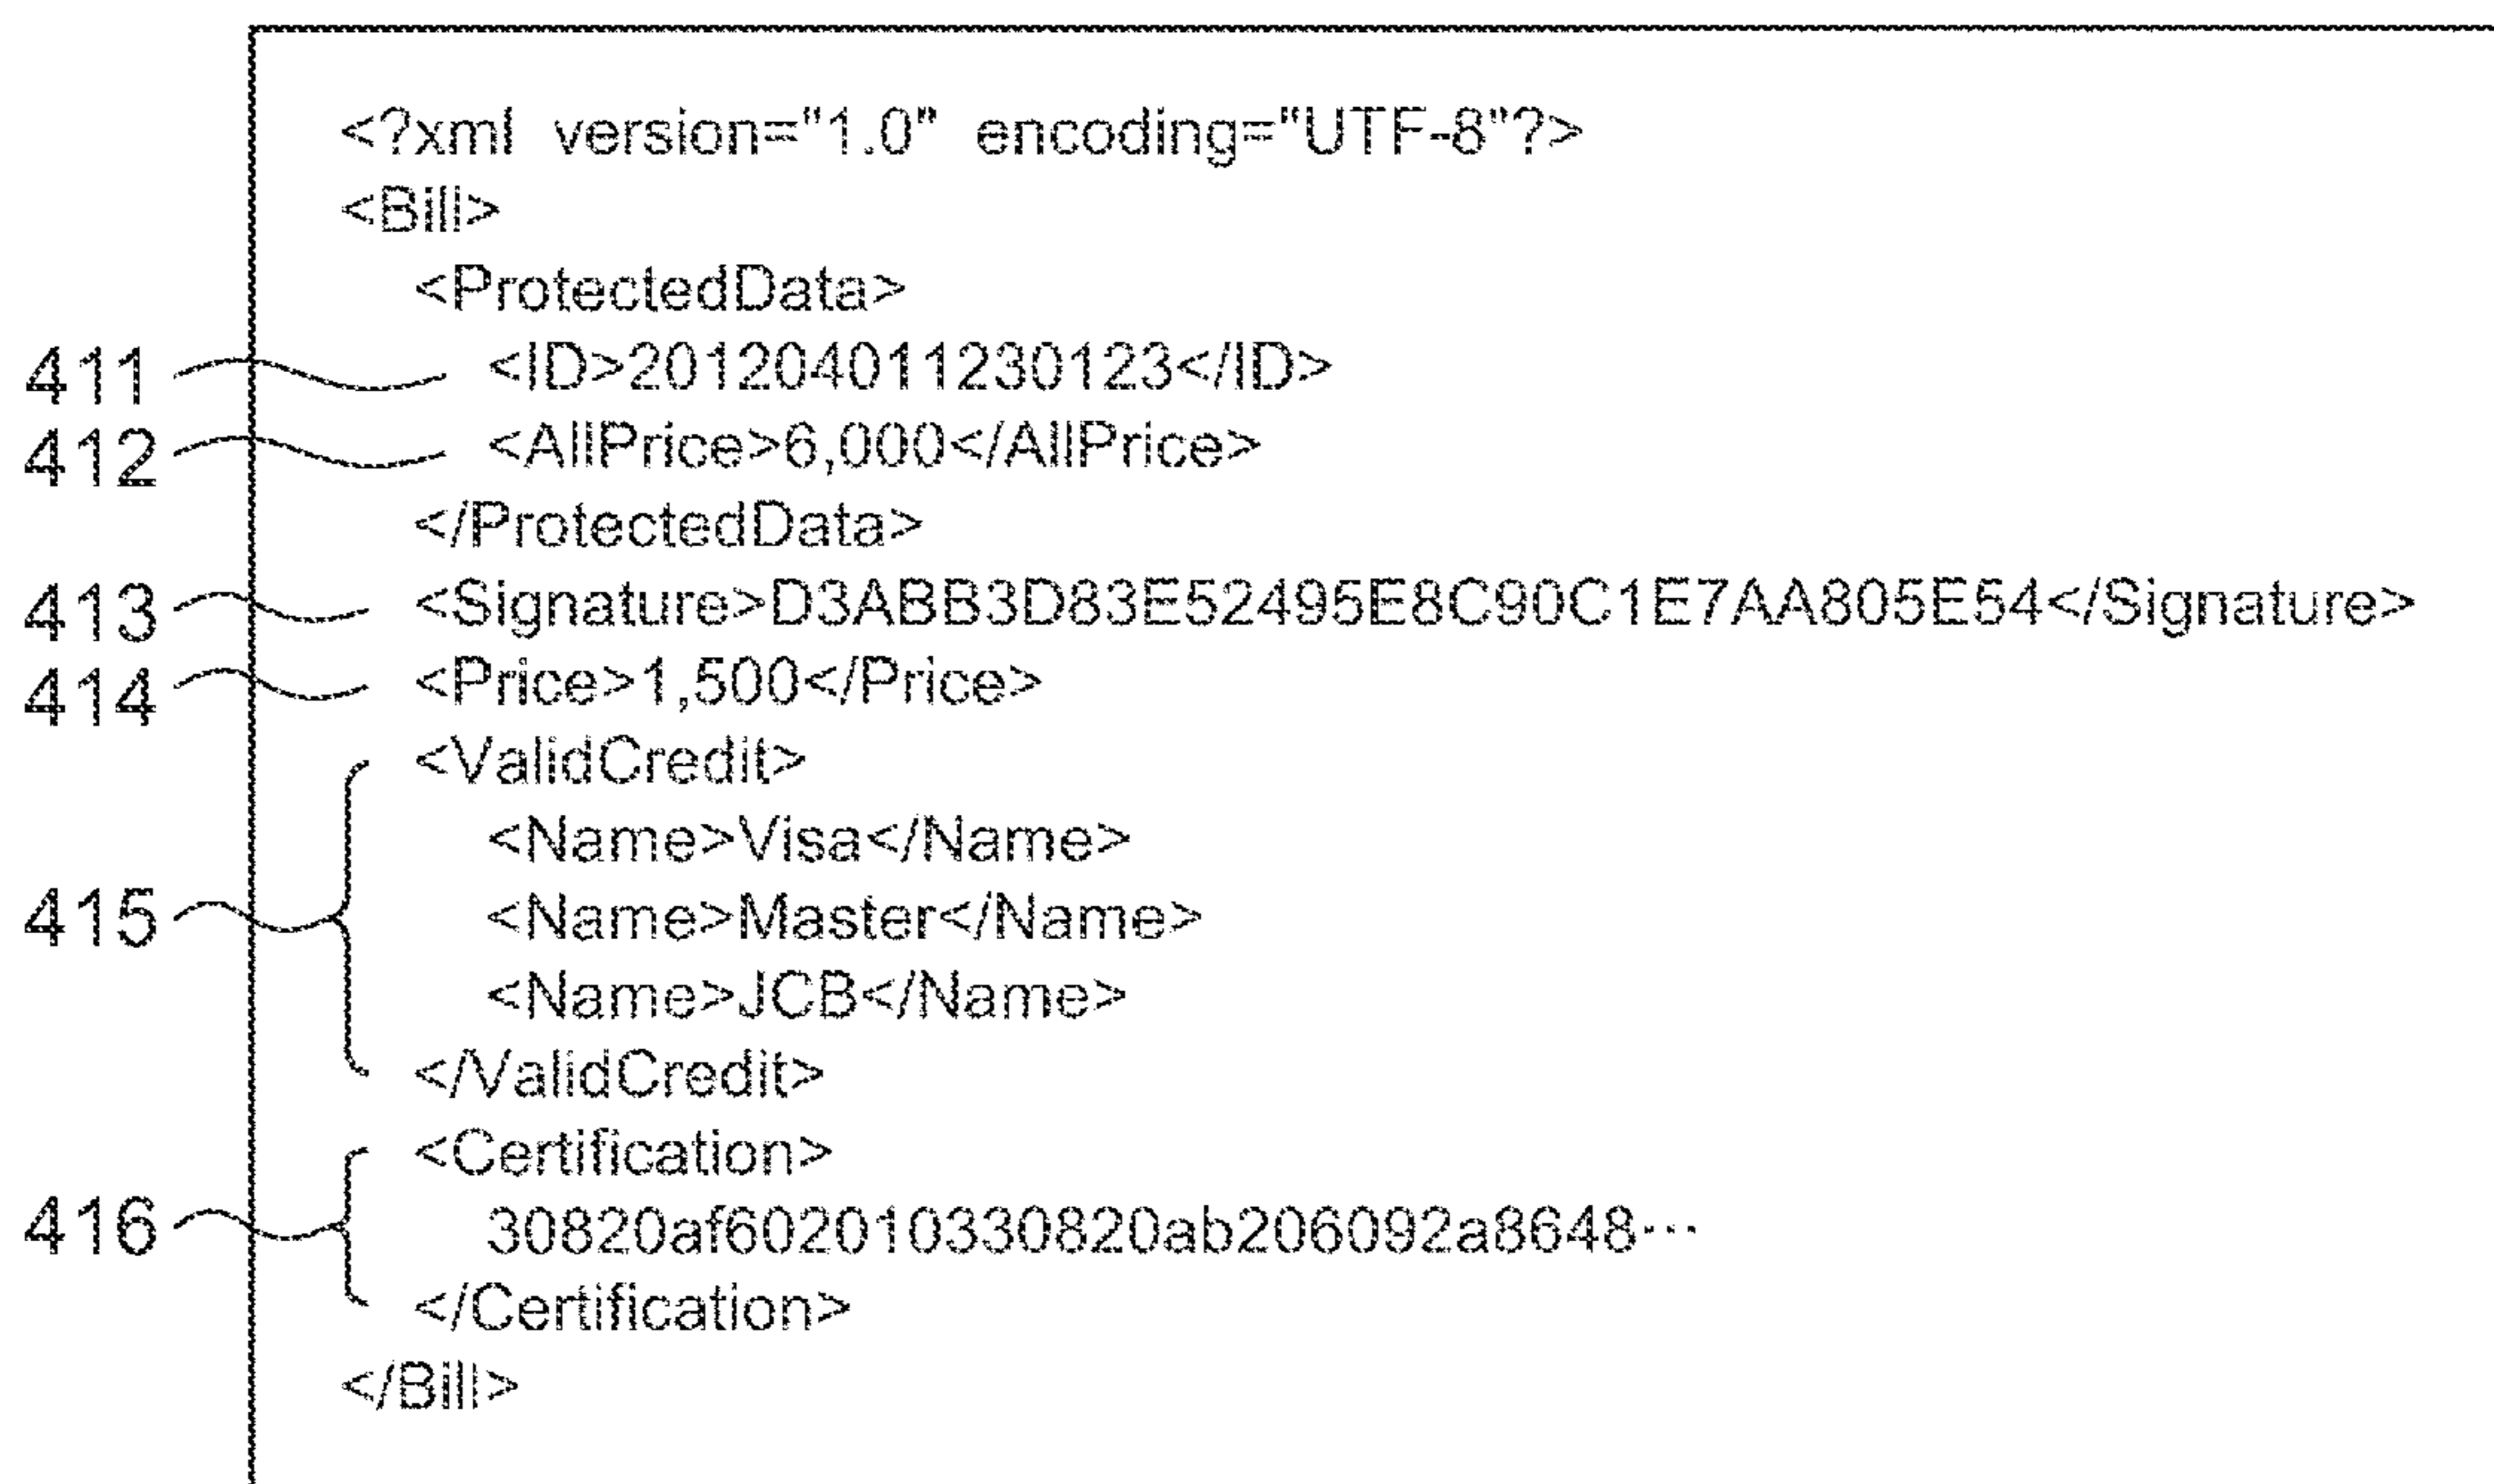 <?xml version="1.0" encoding="UTF-8"?>
<Bill>
<ProtectedData>
411 <ID>201204011230123</ID>
412 <AllPrice>6,000</AllPrice>
</ProtectedData>
413 <Signature>D3ABB3D83E52495E8C90C1E7AA805E54</Signature>
414 <Price>1,500</Price>
<ValidCredit>
<Name>Visa</Name>
415 <Name>Master</Name>
<Name>JCB</Name>
</ValidCredit>
<Certification>
416 30820af602010330820ab206092a8648···
</Certification>
</Bill>